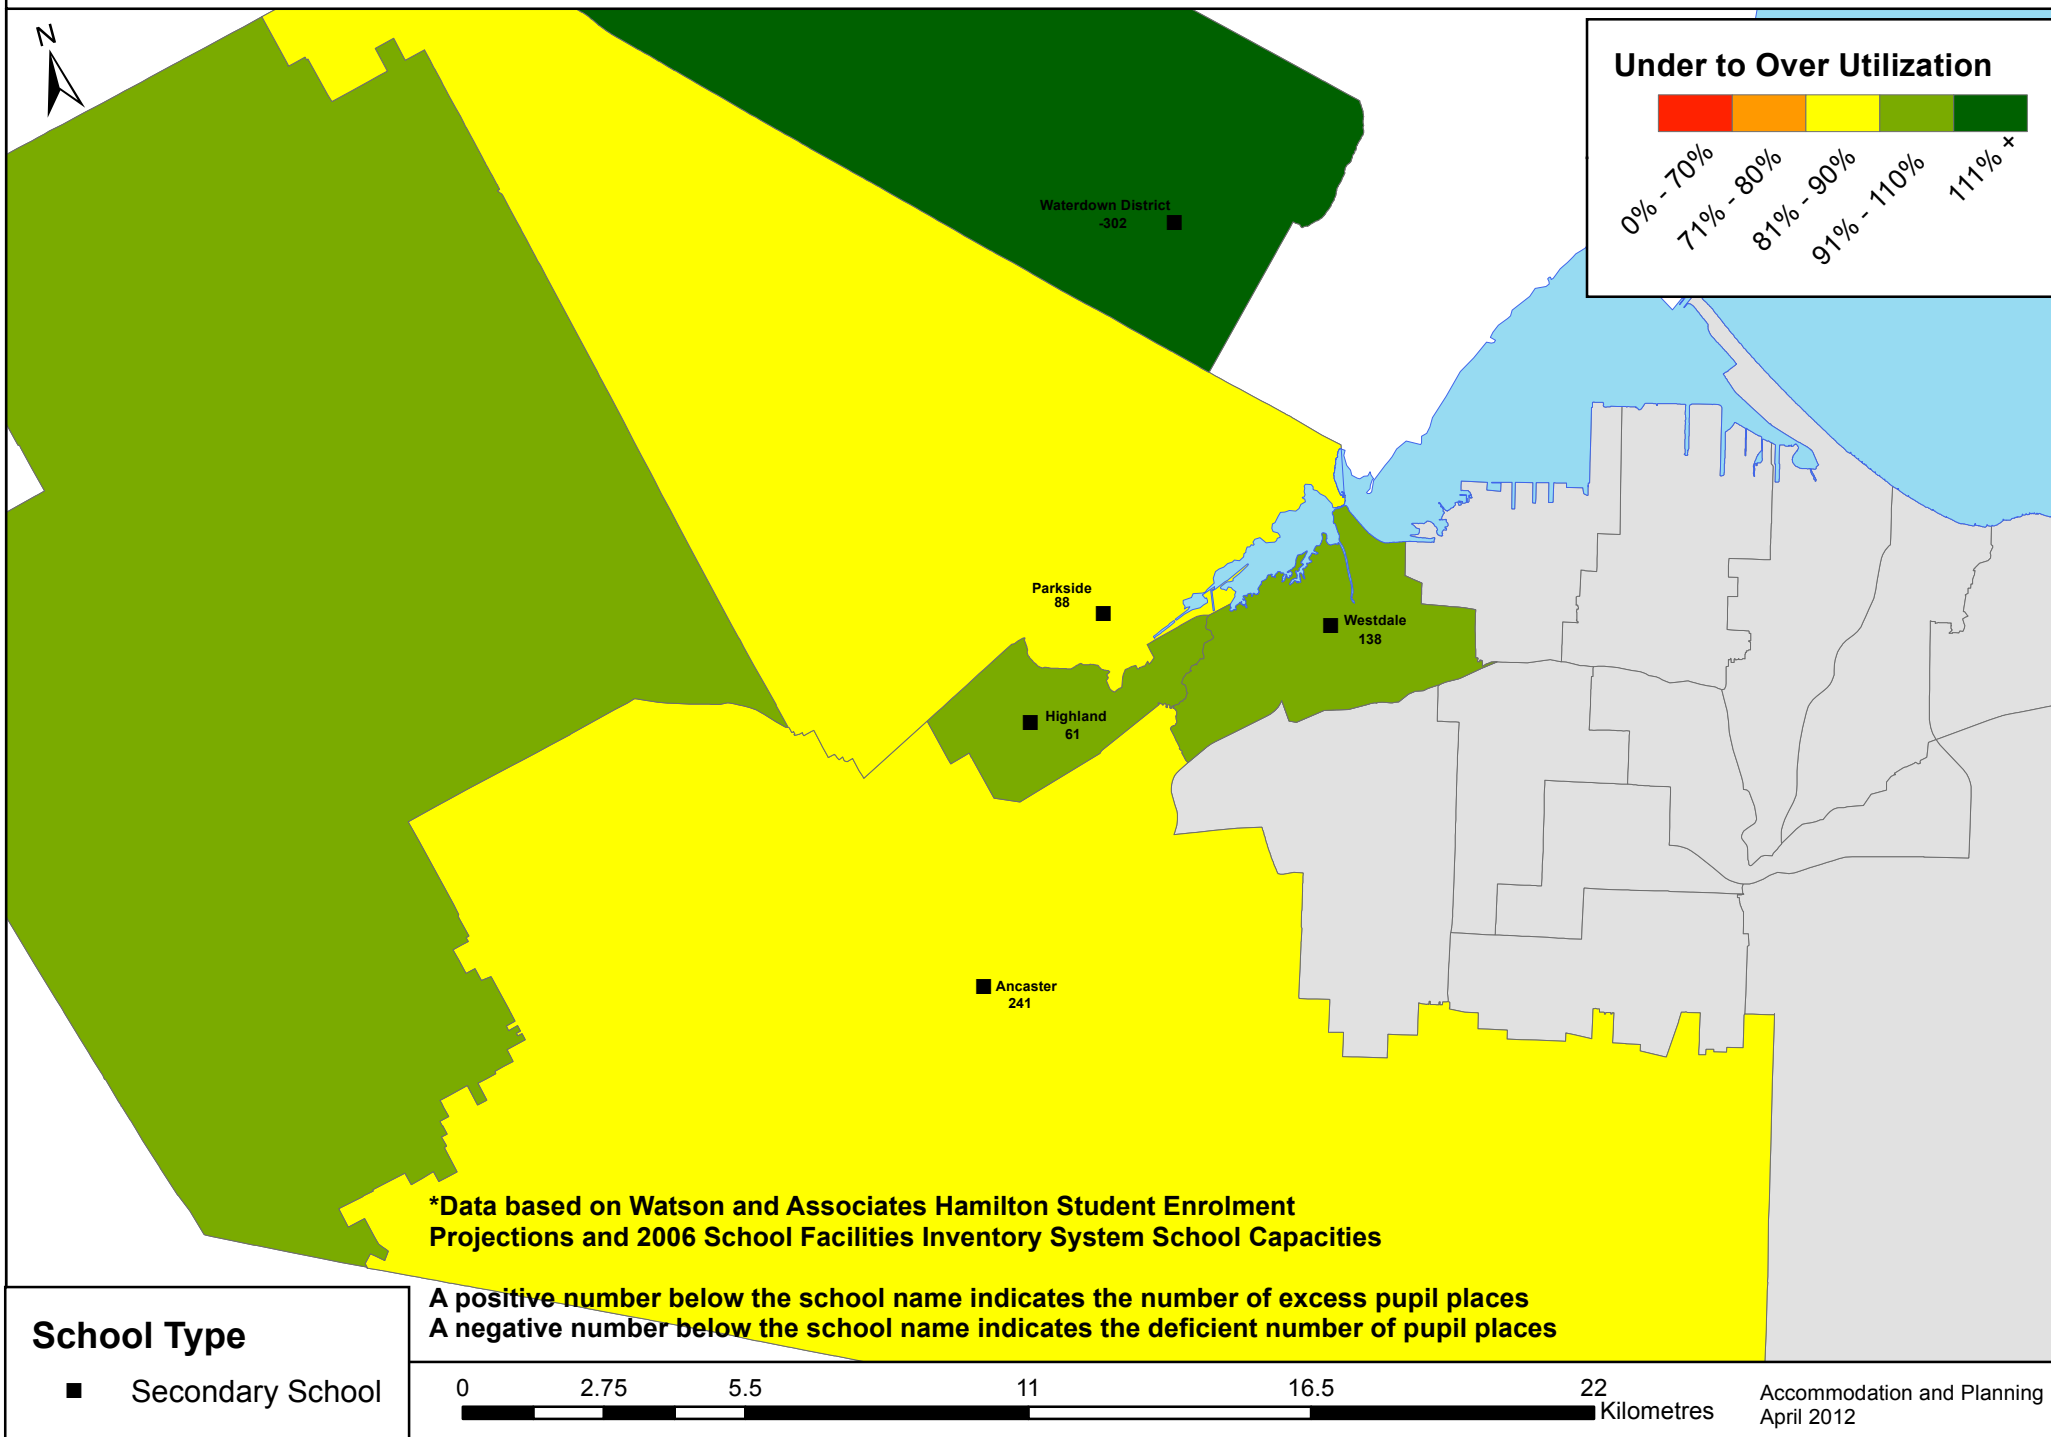 N
Under to Over Utilization
0% - 70%
71% - 80%
81% - 90%
91% - 110%
111% +
Waterdown District
-302
Parkside
88
Westdale
138
Highland
61
Ancaster
241
*Data based on Watson and Associates Hamilton Student Enrolment
Projections and 2006 School Facilities Inventory System School Capacities
A positive number below the school name indicates the number of excess pupil places
A negative number below the school name indicates the deficient number of pupil places
School Type
Secondary School
0 2.75 5.5 11 16.5 22
Kilometres
Accommodation and Planning
April 2012